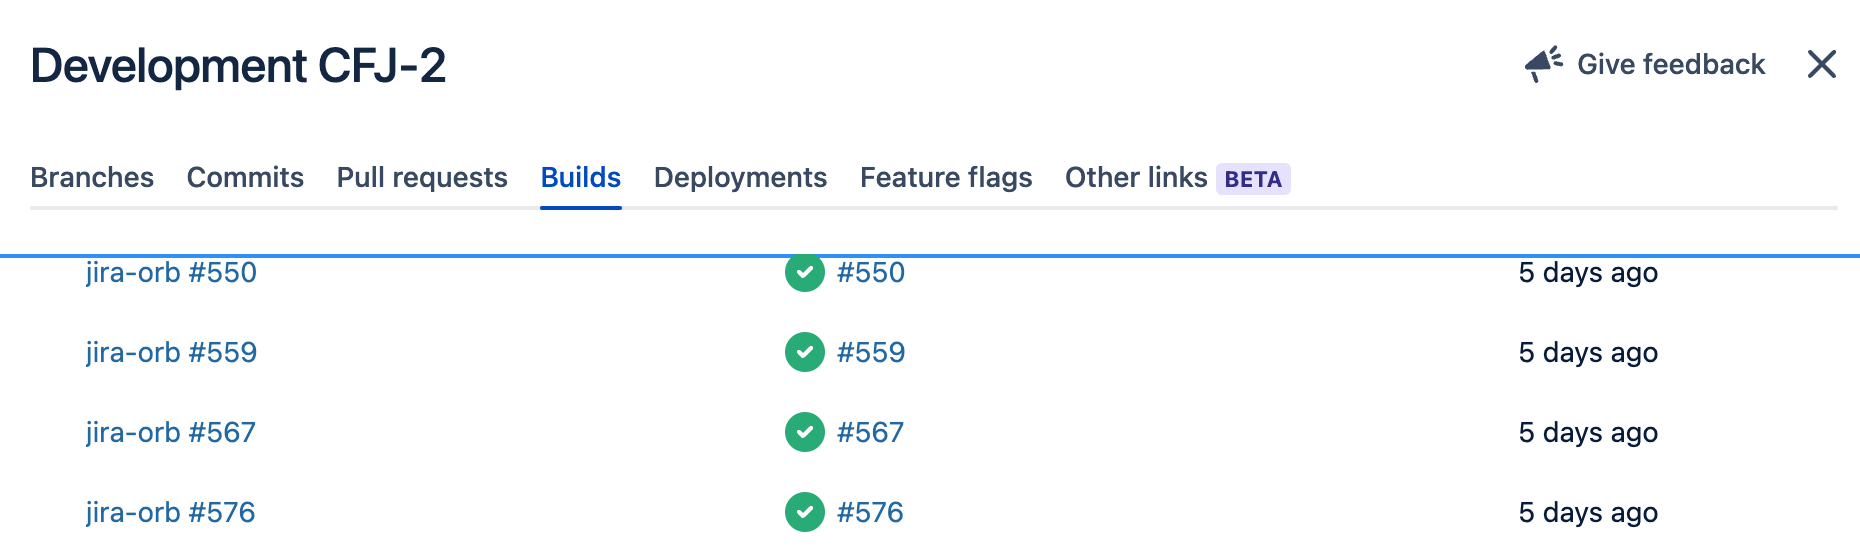 Development CFJ-2
Give feedback
Branches Commits Pull requests Builds Deployments Feature flags Other links BETA
jira-orb #550 #550 5 days ago
jira-orb #559 #559 5 days ago
jira-orb #567 #567 5 days ago
jira-orb #576 #576 5 days ago